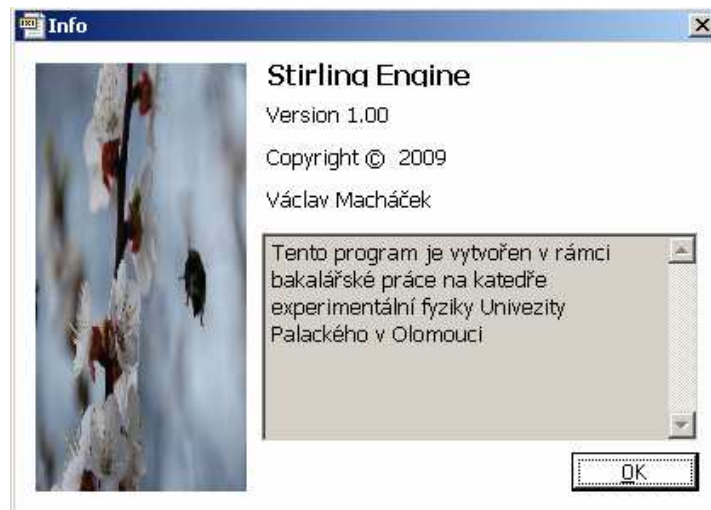 Info
Stirling Engine
Version 1.00
Copyright © 2009
Václav Macháček
Tento program je vytvořen v rámci
bakalářské práce na katedře
experimentální fyziky Univezity
Palackého v Olomouci
OK